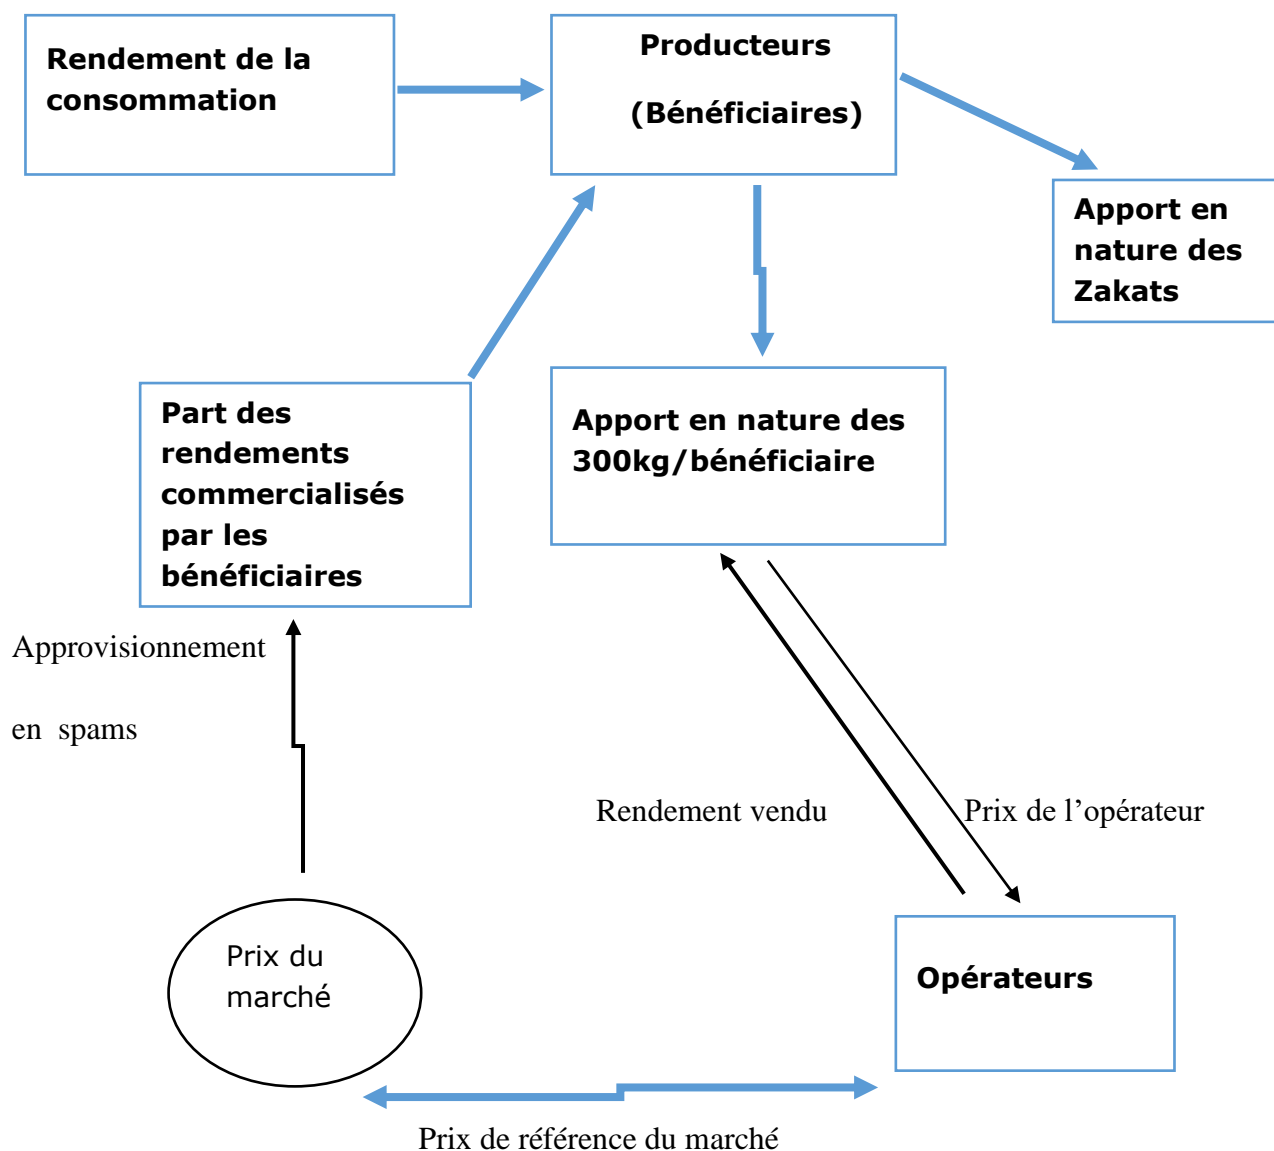 Rendement de la
consommation
Producteurs
(Bénéficiaires)
Apport en
nature des
Zakats
Part des
rendements
commercialisés
par les
bénéficiaires
Apport en nature des
300kg/bénéficiaire
Approvisionnement
en spams
Rendement vendu
Prix de l’opérateur
Prix du
marché
Opérateurs
Prix de référence du marché